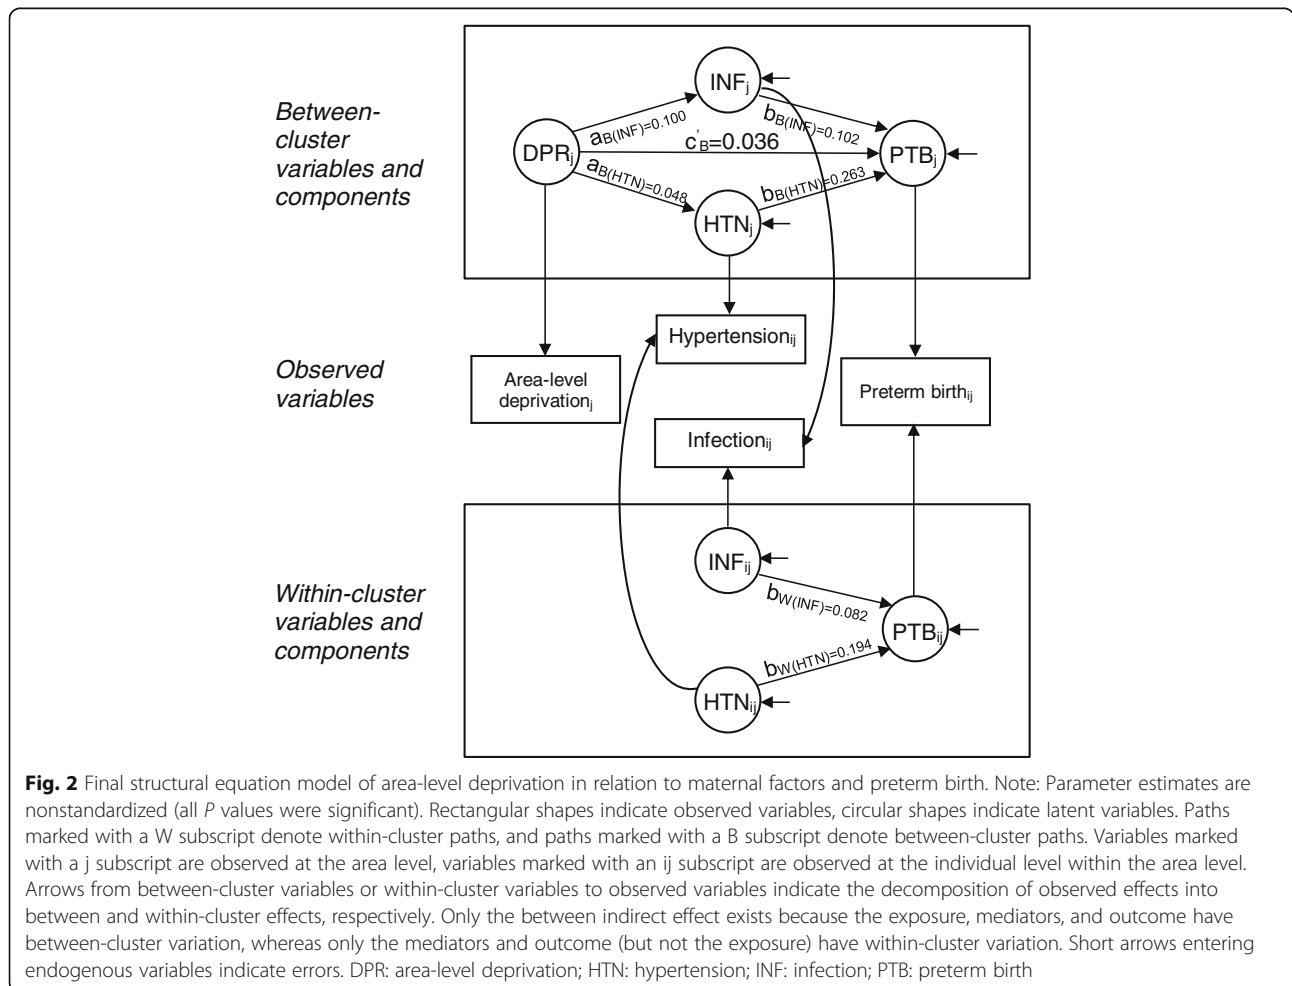 Between-
cluster
variables and
components
INFj
aB(INF)=0.100
bB(INF)=0.102
DPRj
c'B=0.036
PTBj
aB(HTN)=0.048
bB(HTN)=0.263
HTNj
Observed
variables
Hypertensionij
Area-level
deprivationj
Preterm birthij
Infectionij
Within-cluster
variables and
components
INFij
bW(INF)=0.082
PTBij
bW(HTN)=0.194
HTNij
Fig. 2 Final structural equation model of area-level deprivation in relation to maternal factors and preterm birth. Note: Parameter estimates are
nonstandardized (all P values were significant). Rectangular shapes indicate observed variables, circular shapes indicate latent variables. Paths
marked with a W subscript denote within-cluster paths, and paths marked with a B subscript denote between-cluster paths. Variables marked
with a j subscript are observed at the area level, variables marked with an ij subscript are observed at the individual level within the area level.
Arrows from between-cluster variables or within-cluster variables to observed variables indicate the decomposition of observed effects into
between and within-cluster effects, respectively. Only the between indirect effect exists because the exposure, mediators, and outcome have
between-cluster variation, whereas only the mediators and outcome (but not the exposure) have within-cluster variation. Short arrows entering
endogenous variables indicate errors. DPR: area-level deprivation; HTN: hypertension; INF: infection; PTB: preterm birth